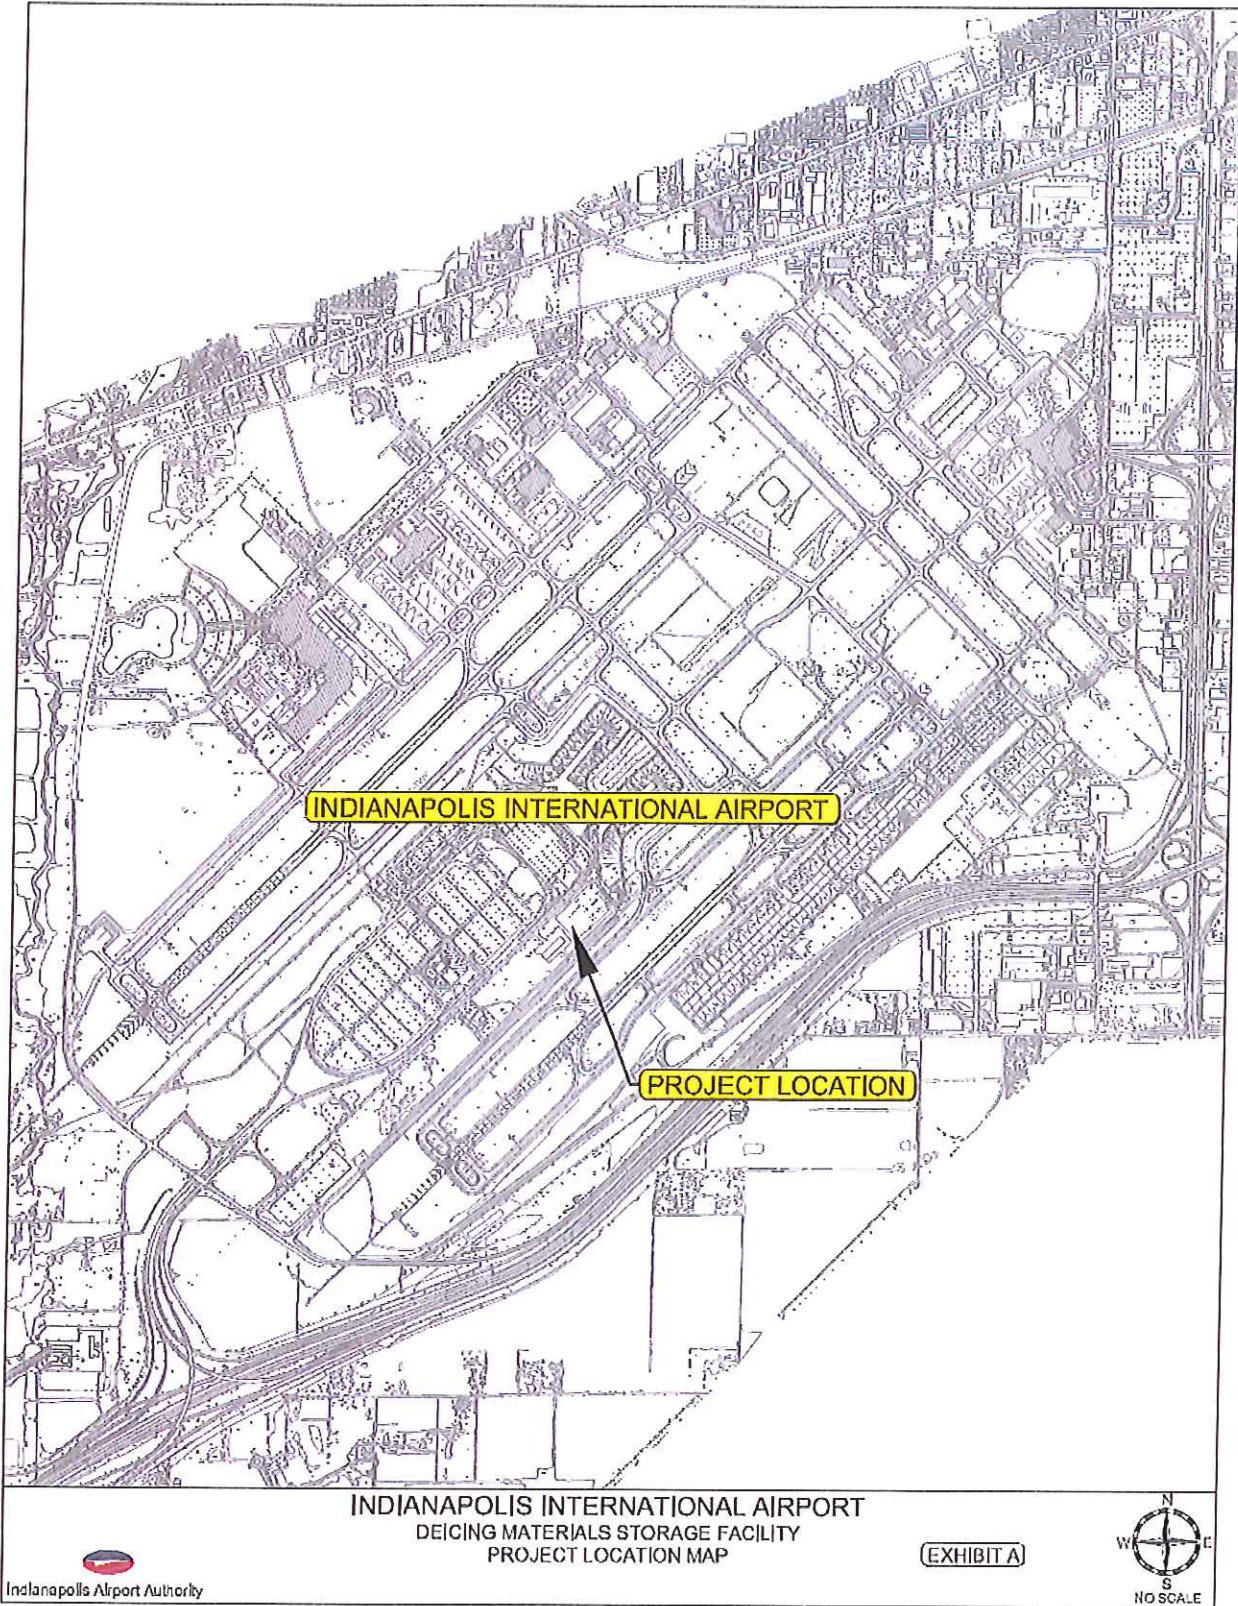 INDIANAPOLIS INTERNATIONAL AIRPORT
PROJECT LOCATION
INDIANAPOLIS INTERNATIONAL AIRPORT
DEICING MATERIALS STORAGE FACILITY
PROJECT LOCATION MAP
EXHIBIT A
Indianapolis Airport Authority
N
W
E
S
NO SCALE